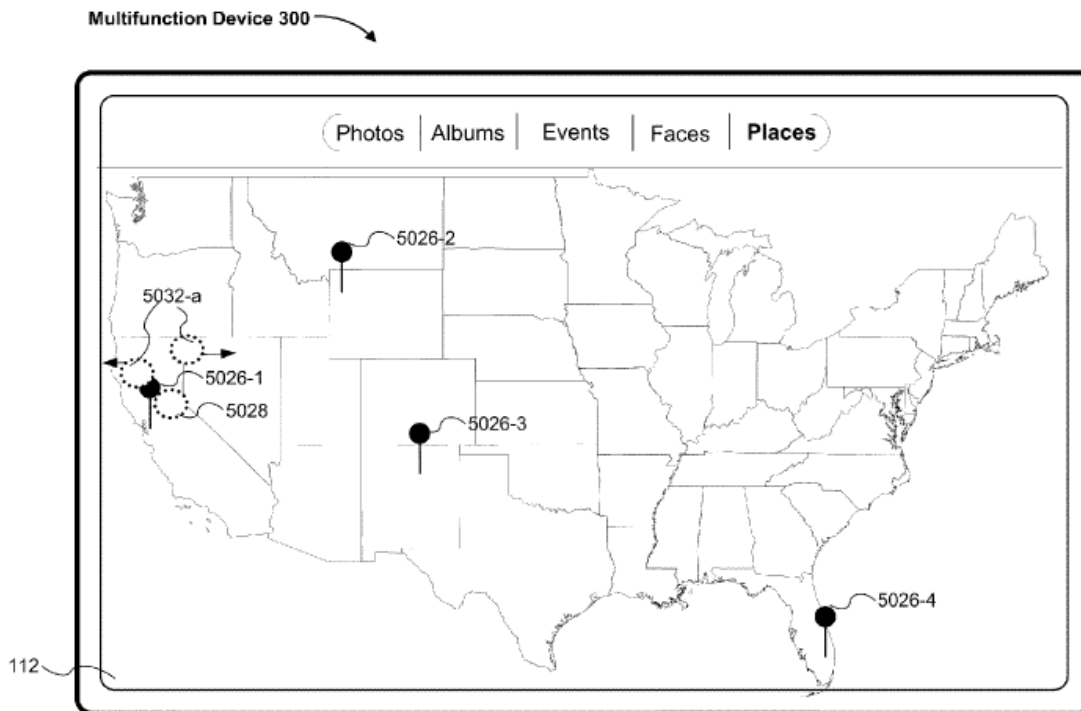 Multifunction Device 300
Photos Albums Events Faces Places
5026-2
5032-a
5026-1
5028
5026-3
5026-4
112